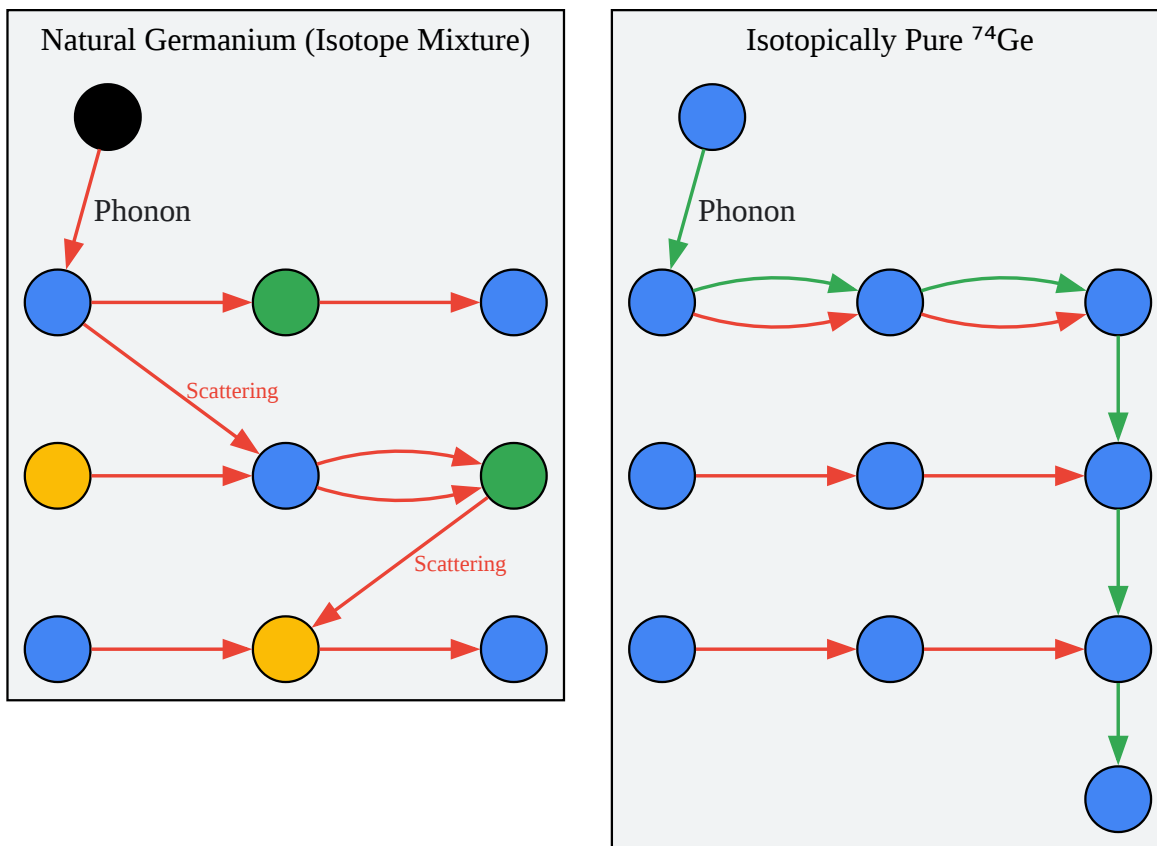 Natural Germanium (Isotope Mixture)
Phonon
Scattering
Scattering
Isotopically Pure ⁷⁴Ge
Phonon